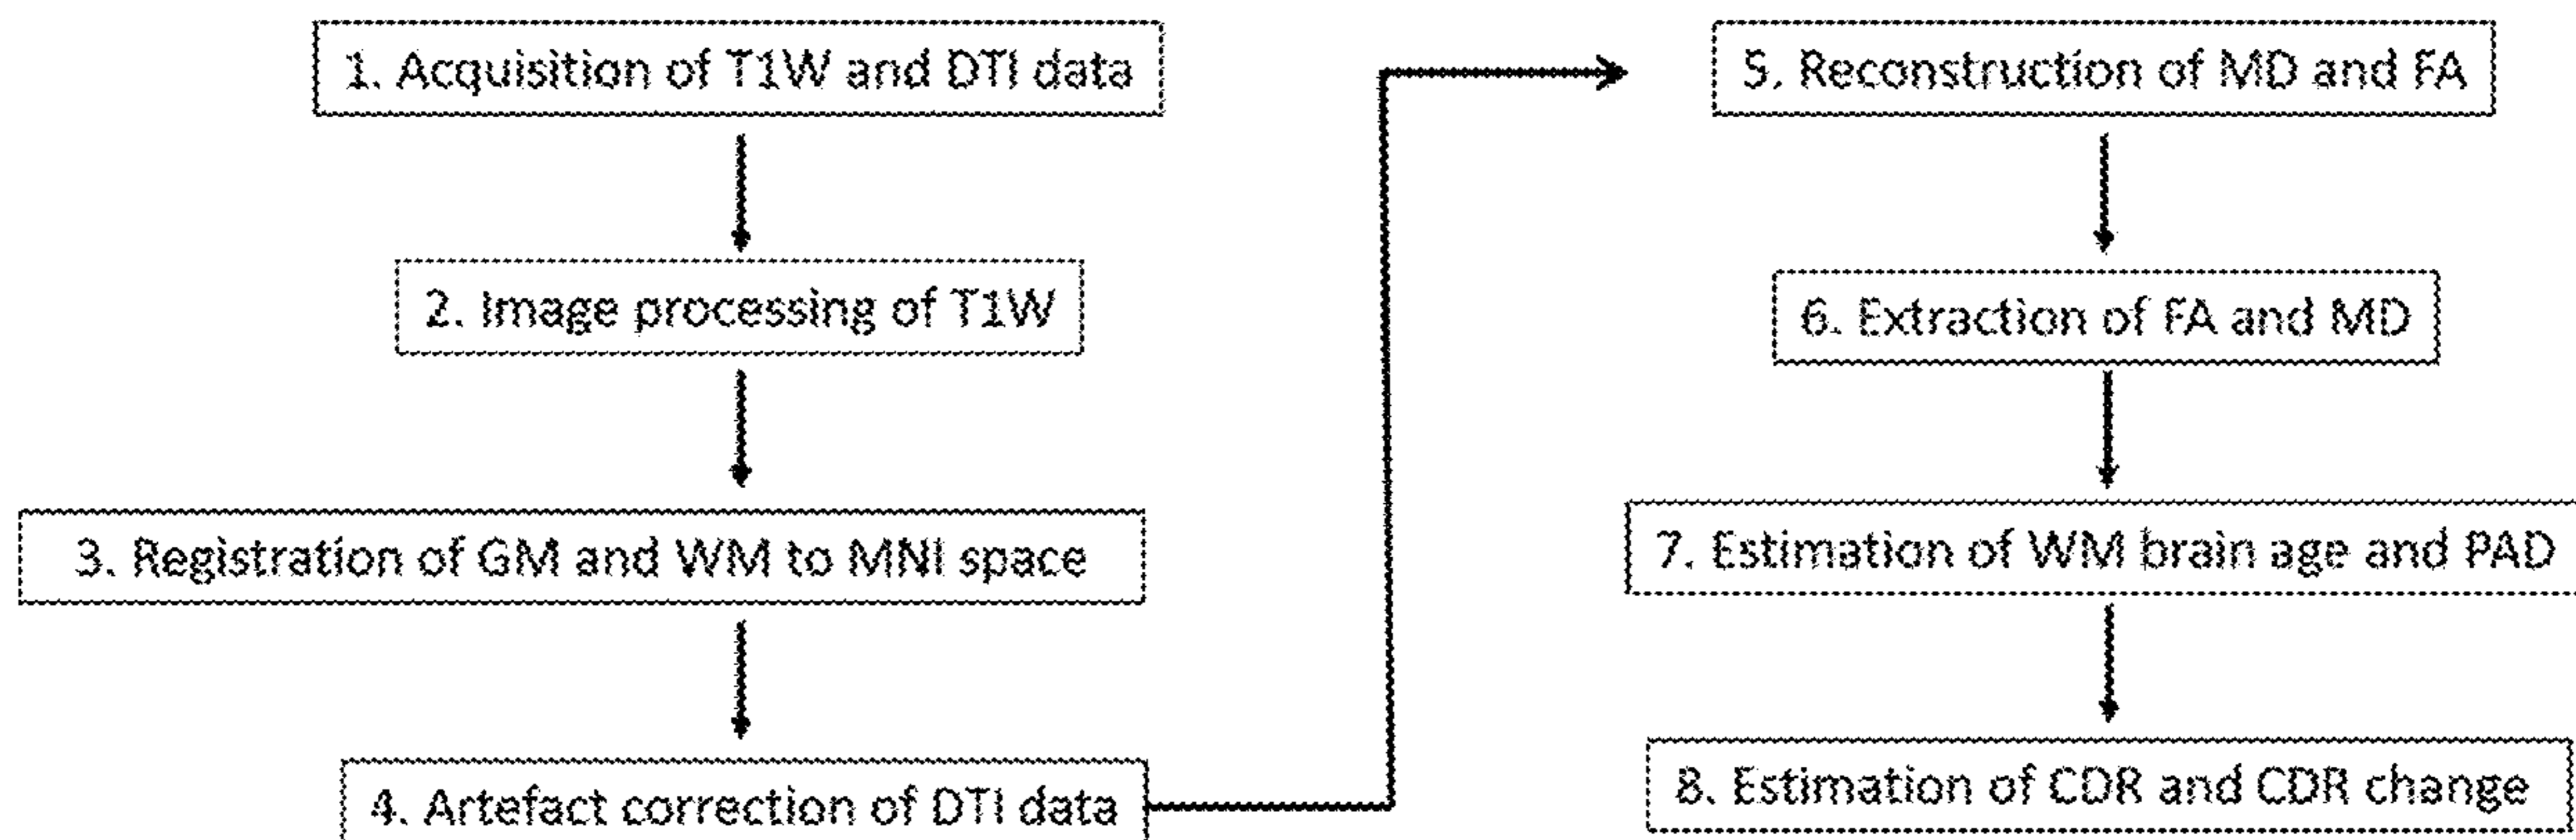 1. Acquisition of T1W and DTI data
2. Image processing of T1W
3. Registration of GM and WM to MNI space
4. Artefact correction of DTI data
5. Reconstruction of MD and FA
6. Extraction of FA and MD
7. Estimation of WM brain age and PAD
8. Estimation of CDR and CDR change